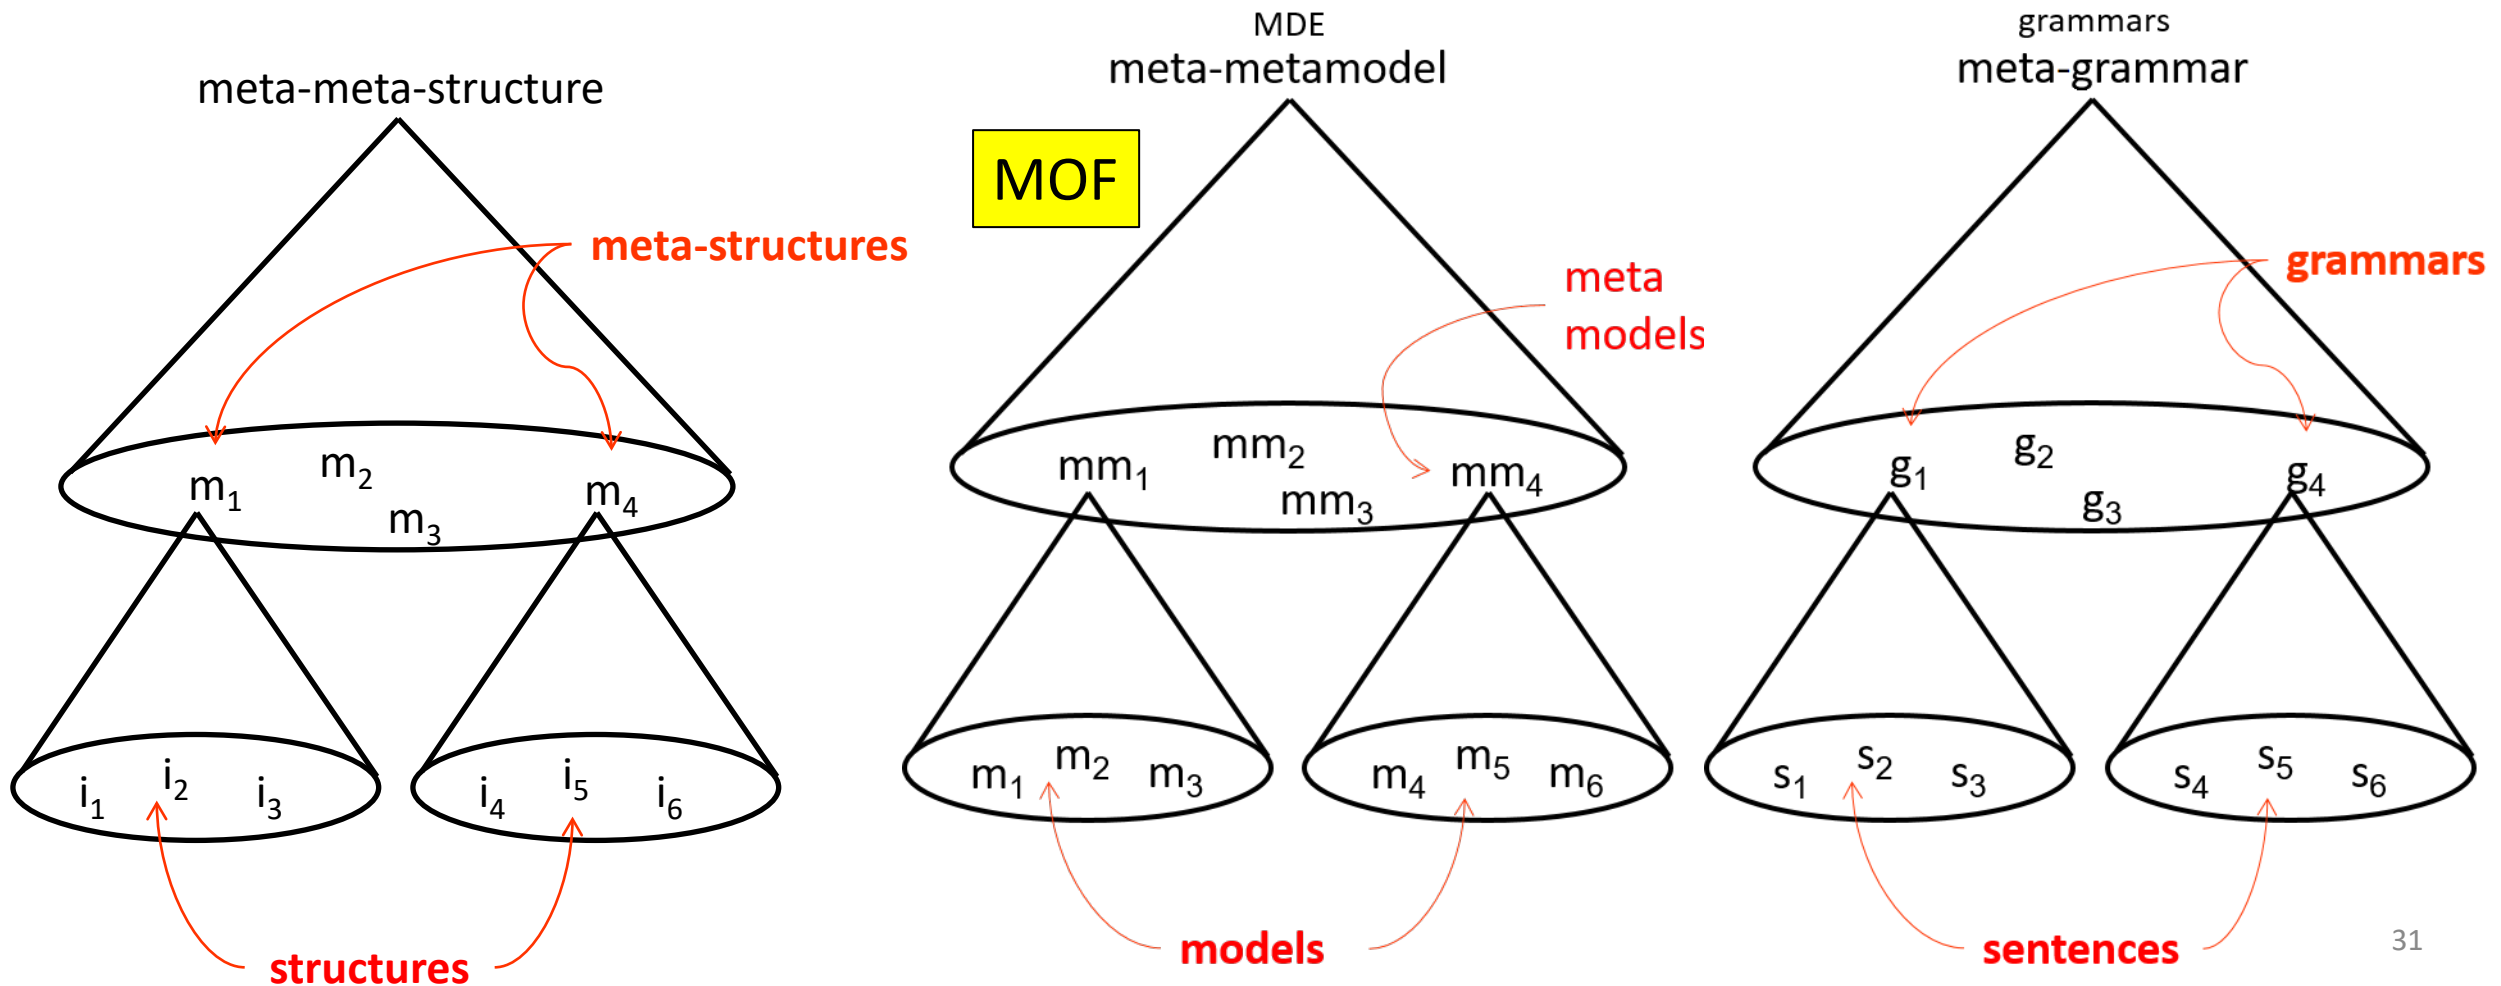 meta-meta-structure
meta-structures
m1
m2
m3
m4
i1
i2
i3
i4
i5
i6
structures
MDE
meta-metamodel
MOF
meta
models
mm1
mm2
mm3
mm4
m1
m2
m3
m4
m5
m6
models
grammars
meta-grammar
grammars
g1
g2
g3
g4
s1
s2
s3
s4
s5
s6
sentences
31